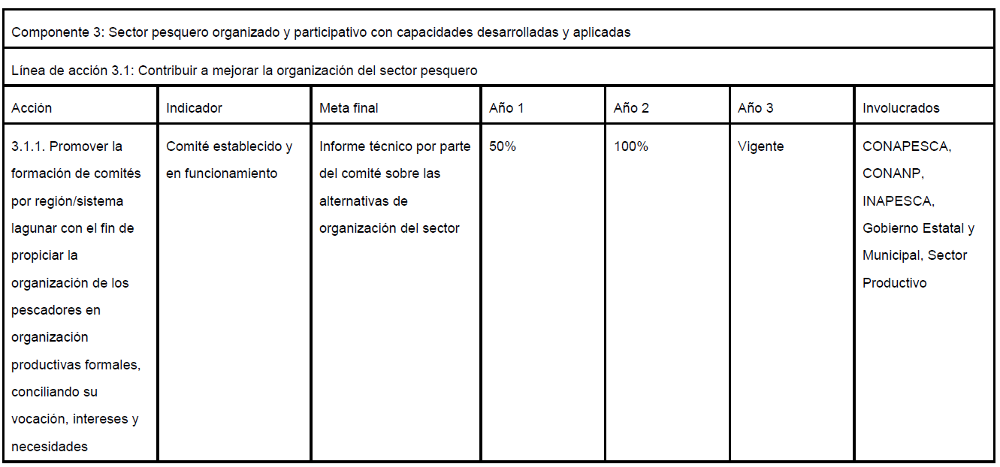 Componente 3: Sector pesquero organizado y participativo con capacidades desarrolladas y aplicadas
Línea de acción 3.1: Contribuir a mejorar la organización del sector pesquero
Acción
Indicador
Meta final
Año 1
Año 2
Año 3
Involucrados
3.1.1. Promover la
formación de comités
por región/sistema
lagunar con el fin de
propiciar la
organización de los
pescadores en
organización
productivas formales,
conciliando su
vocación, intereses y
necesidades
Comité establecido y
en funcionamiento
Informe técnico por parte
del comité sobre las
alternativas de
organización del sector
50%
100%
Vigente
CONAPESCA,
CONANP,
INAPESCA,
Gobierno Estatal y
Municipal, Sector
Productivo